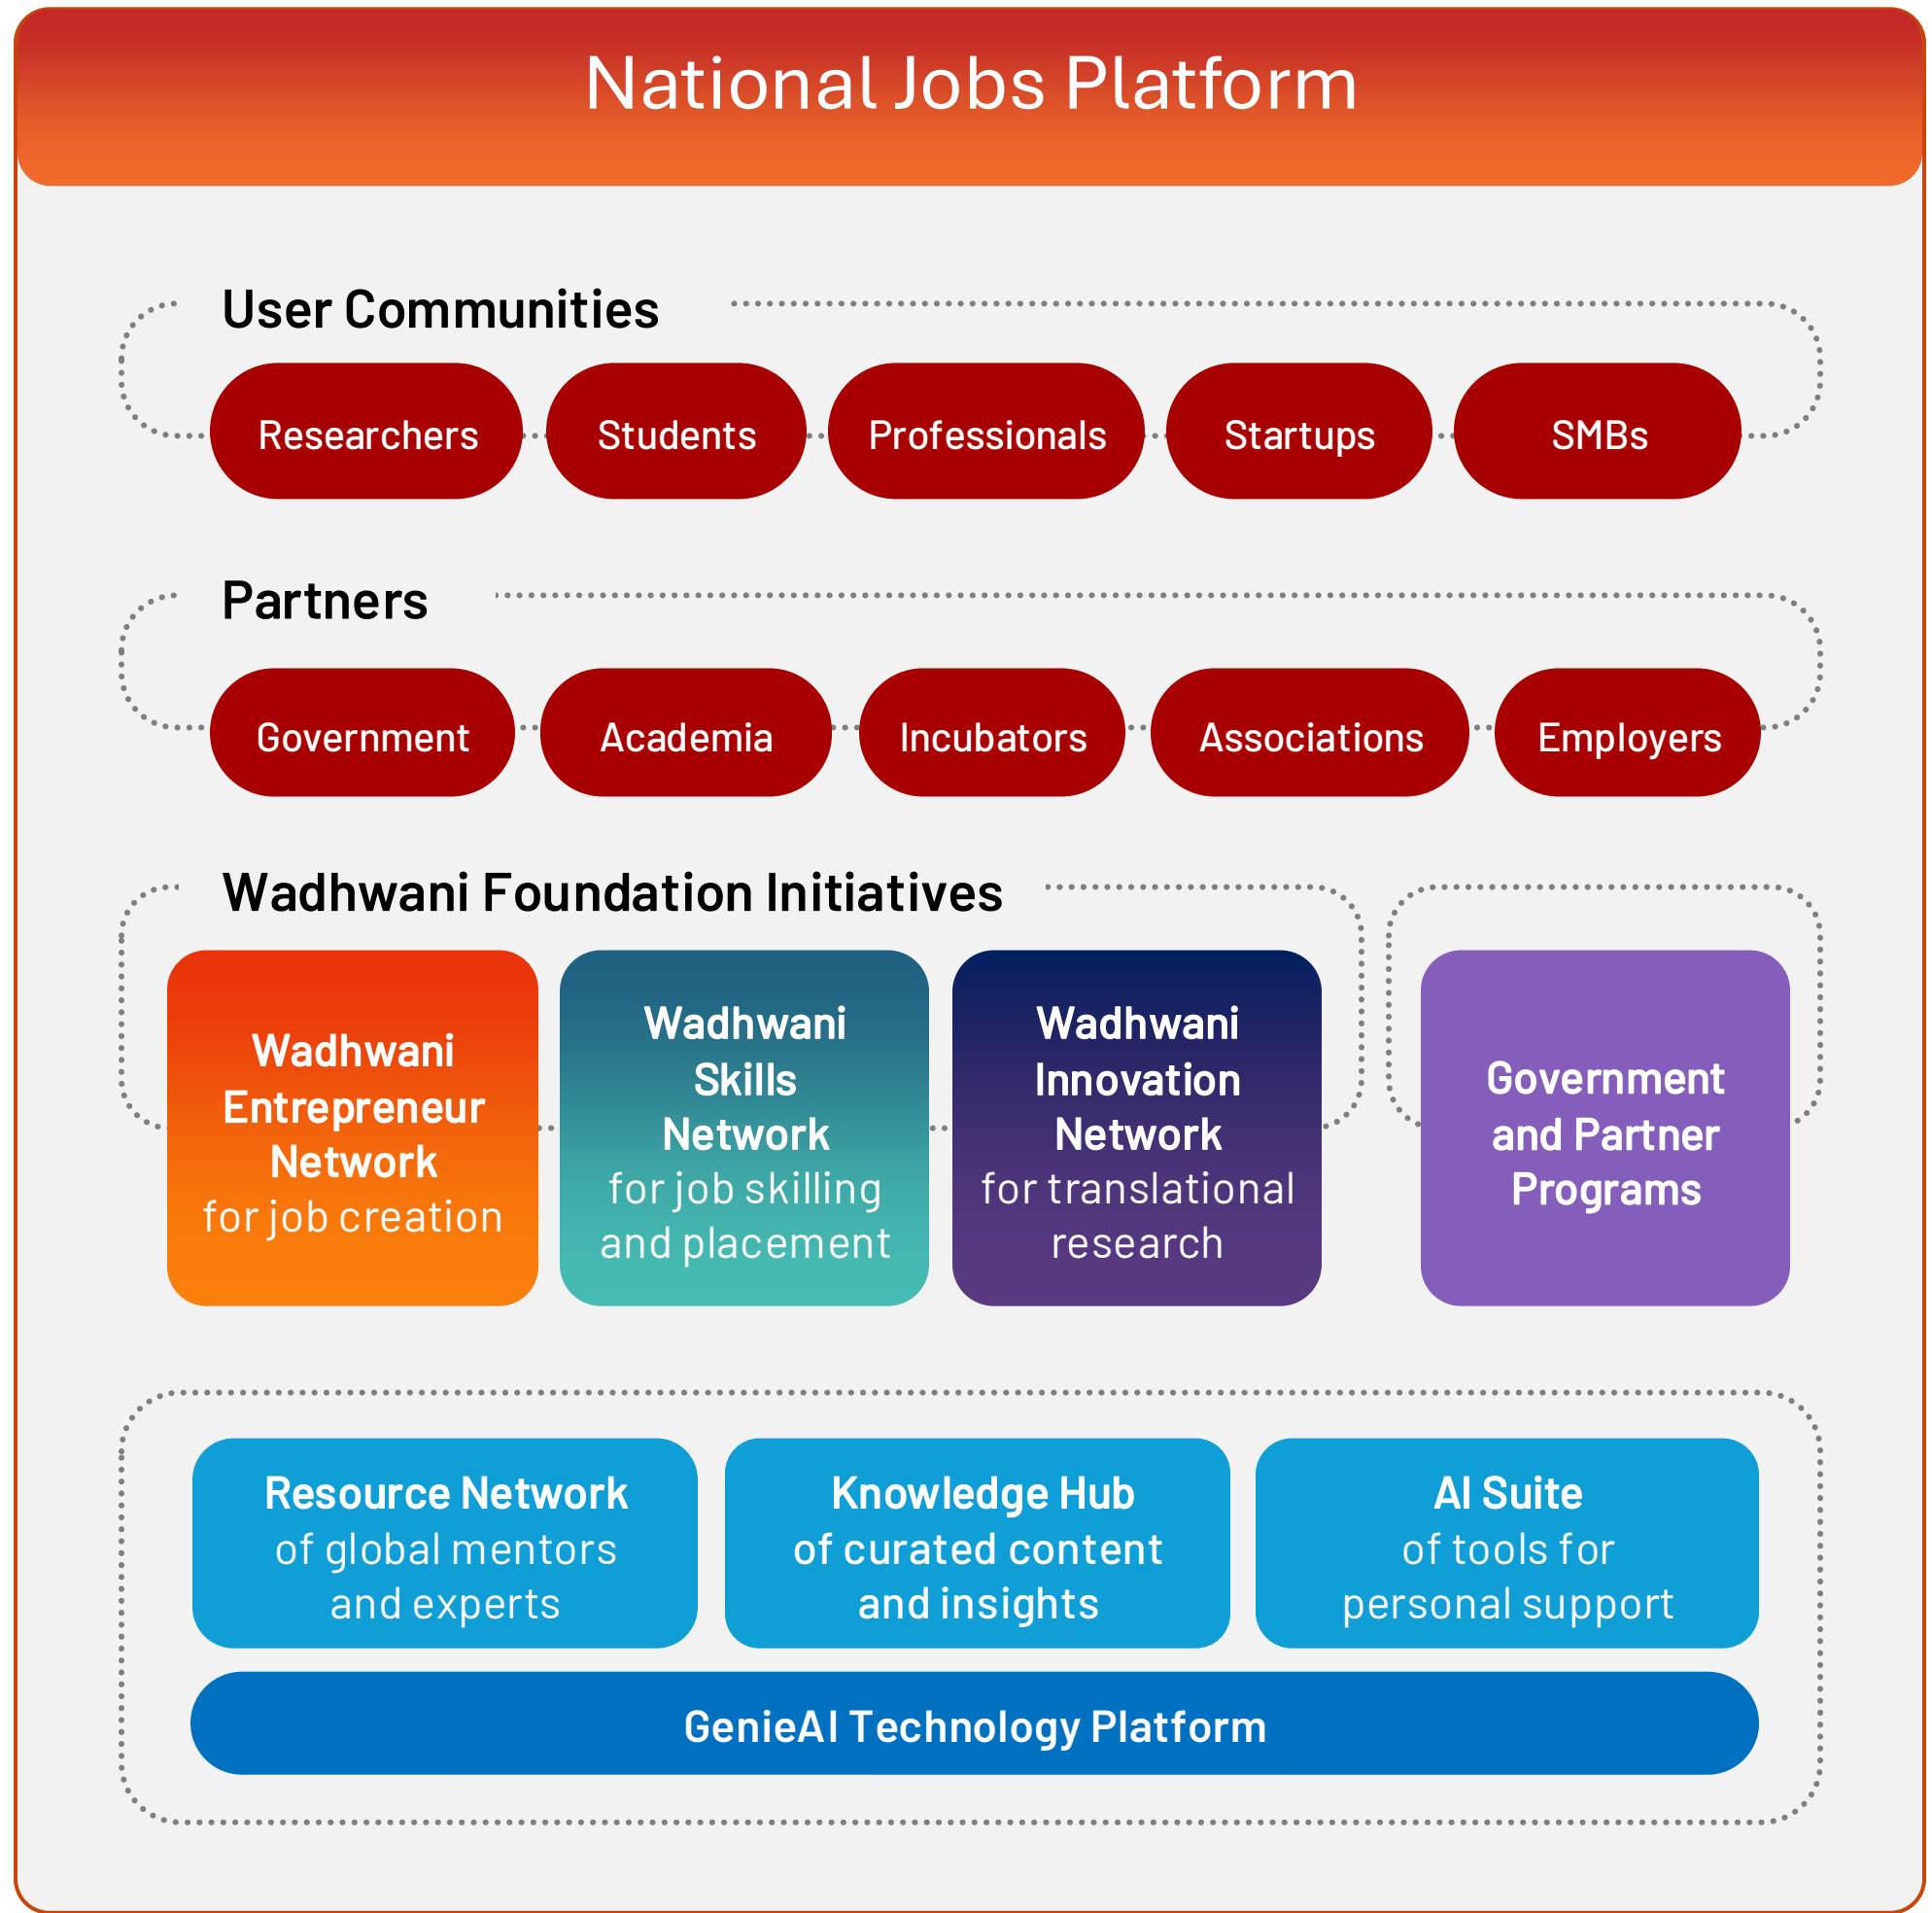 National Jobs Platform
User Communities
Researchers
Students
Professionals
Startups
SMBs
Partners
Government
Academia
Incubators
Associations
Employers
Wadhwani Foundation Initiatives
Wadhwani
Entrepreneur
Network
for job creation
Wadhwani
Skills
Network
for job skilling
and placement
Wadhwani
Innovation
Network
for translational
research
Government
and Partner
Programs
Resource Network
of global mentors
and experts
Knowledge Hub
of curated content
and insights
AI Suite
of tools for
personal support
GenieAI Technology Platform